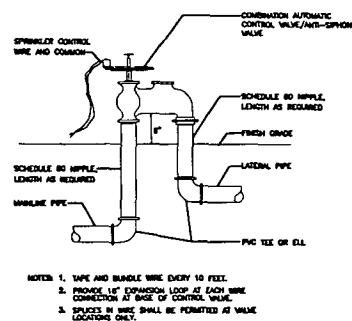 COMBINATION AUTOMATIC
CONTROL VALVE/ANTI-SIPHON
VALVE
SPRINKLER CONTROL
WIRE AND COMMON
SCHEDULE 80 NIPPLE,
LENGTH AS REQUIRED
6"
FINISH GRADE
SCHEDULE 80 NIPPLE,
LENGTH AS REQUIRED
LATERAL PIPE
MAINLINE PIPE
PVC TEE OR ELL
NOTES: 1. TAPE AND BUNDLE WIRE EVERY 10 FEET.
2. PROVIDE 18" EXPANSION LOOP AT EACH WIRE
CONNECTION AT BASE OF CONTROL VALVE.
3. SPLICES IN WIRE SHALL BE PERMITTED AT VALVE
LOCATIONS ONLY.